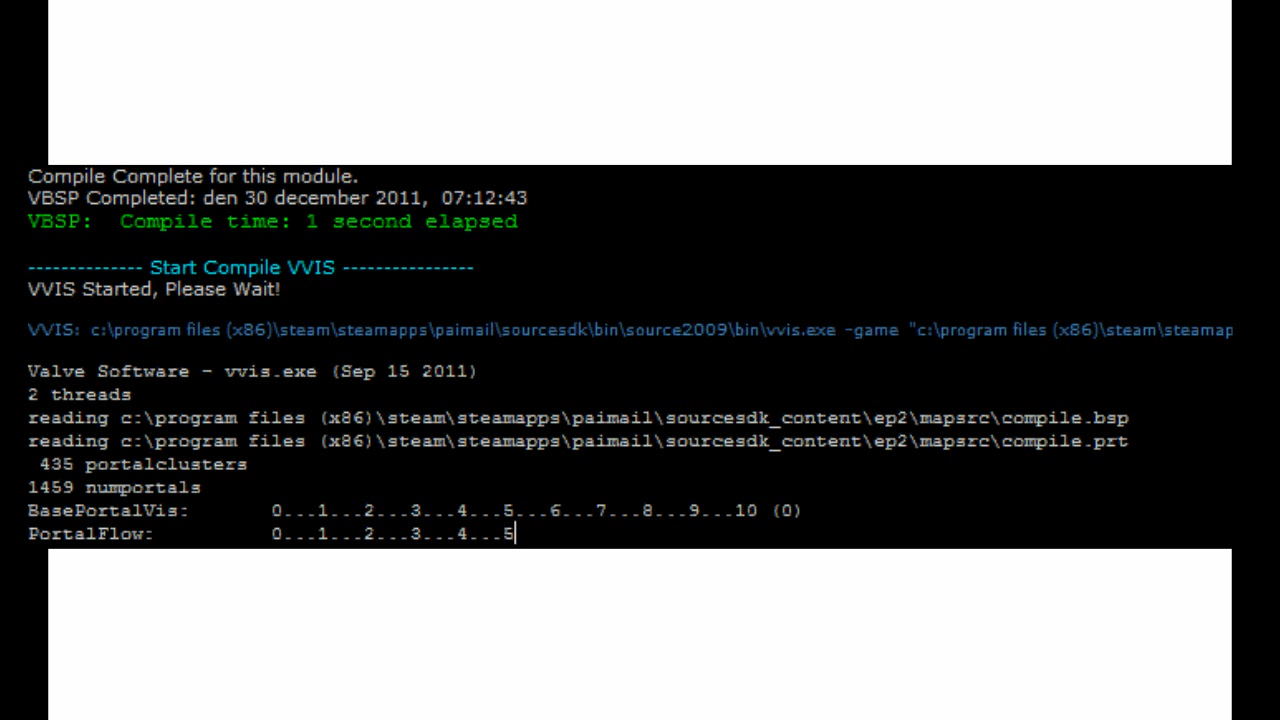 Compile Complete for this module.
VBSP Completed: den 30 december 2011, 07:12:43
VBSP: Compile time: 1 second elapsed
-------------- Start Compile VVIS ----------------
VVIS Started, Please Wait!
VVIS: c:\program files (x86)\steam\steamapps\paimail\sourcesdk\bin\source2009\bin\vvis.exe -game "c:\program files (x86)\steam\steamap
Valve Software - vvis.exe (Sep 15 2011)
2 threads
reading c:\program files (x86)\steam\steamapps\paimail\sourcesdk_content\ep2\mapsrc\compile.bsp
reading c:\program files (x86)\steam\steamapps\paimail\sourcesdk_content\ep2\mapsrc\compile.prt
435 portalclusters
1459 numportals
BasePortalVis: 0...1...2...3...4...5...6...7...8...9...10 (0)
PortalFlow: 0...1...2...3...4...5